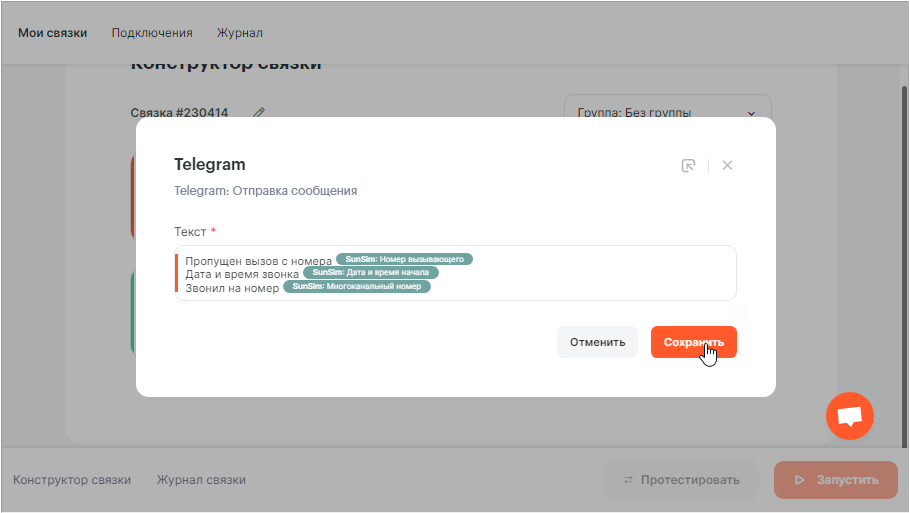 Мои связки Подключения Журнал
Конструктор связки
Связка #230414 Группа: Без группы
Telegram
Telegram: Отправка сообщения
Текст *
Пропущен вызов с номера SunSim: Номер вызывающего
Дата и время звонка SunSim: Дата и время начала
Звонил на номер SunSim: Многоканальный номер
Отменить Сохранить
Конструктор связки Журнал связки Протестировать Запустить